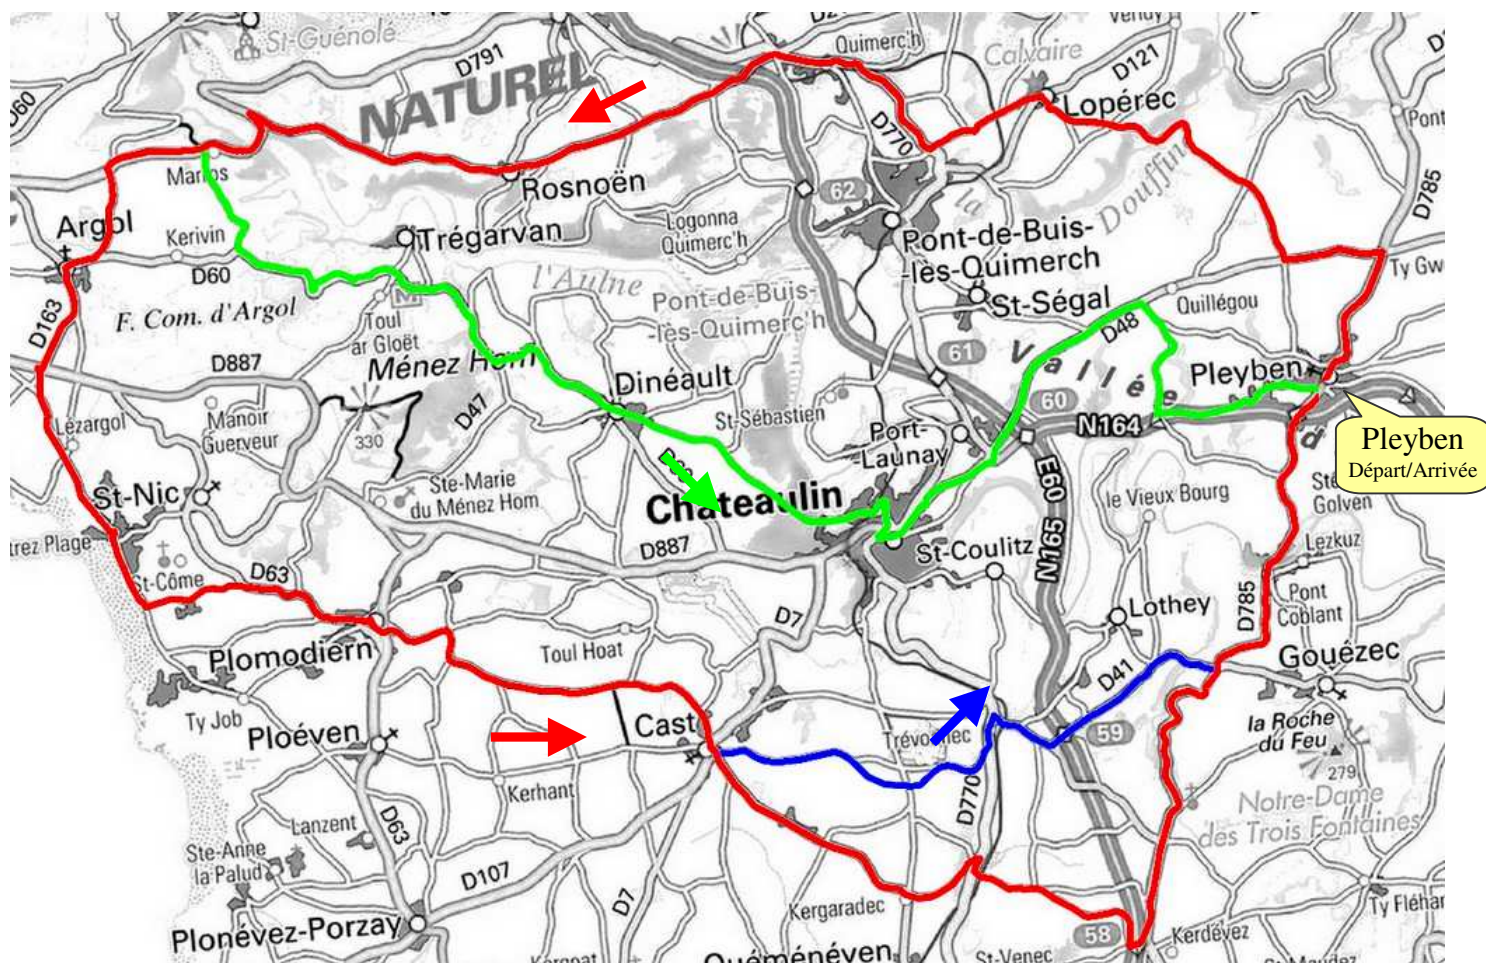 St-Guénole
D791
NATUREL
Quimerc'h
Calvaire
D121
Lopérec
D60
D770
Pont
Rosnoën
62
la
Douffin
D785
Argol
Kerivin
Trégarvan
Logonna
Quimerc'h
Pont-de-Buis-
-lès-Quimerch
D60
l'Aulne
Ty Gw
M
Pont-de-Buis-
-lès-Quimerc'h
St-Ségal
Quillégou
F. Com. d'Argol
D163
Toul
ar Gloët
D48
D887
Ménez Hom
61
Vallée
Pleyben
Dinéault
60
Manoir
Guerveur
D47
St-Sébastien
Lézargol
330
Port-
Launay
N164
d
Pleyben
Départ/Arrivée
St-Nic
Ste-Marie
du Ménez Hom
Châteaulin
E60
le Vieux Bourg
Golven
trez Plage
D887
St-Coulitz
N165
Lezkuz
St-Côme
D63
D7
Lothey
Pont
Coblant
D785
Plomodiern
Toul Hoat
D41
Gouézec
Ty Job
Cast
59
la Roche
du Feu
Ploéven
279
Kerhant
D770
Notre-Dame
des Trois Fontaines
Lanzent
D63
Ste-Anne
la Palud
D107
D7
Kergaradec
Ty Fléhan
Plonévez-Porzay
58
Kerdévez
Quéménéven
St-Venec